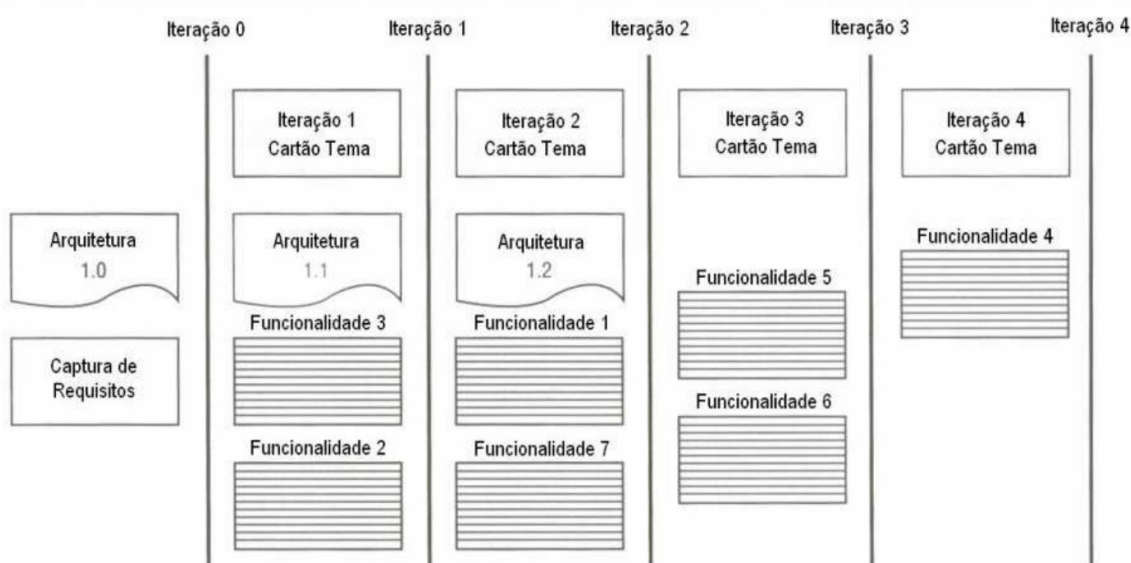 Iteração 0
Iteração 1
Iteração 2
Iteração 3
Iteração 4
Iteração 1
Cartão Tema
Iteração 2
Cartão Tema
Iteração 3
Cartão Tema
Iteração 4
Cartão Tema
Arquitetura
1.0
Arquitetura
1.1
Arquitetura
1.2
Funcionalidade 5
Funcionalidade 4
Captura de
Requisitos
Funcionalidade 3
Funcionalidade 1
Funcionalidade 6
Funcionalidade 2
Funcionalidade 7